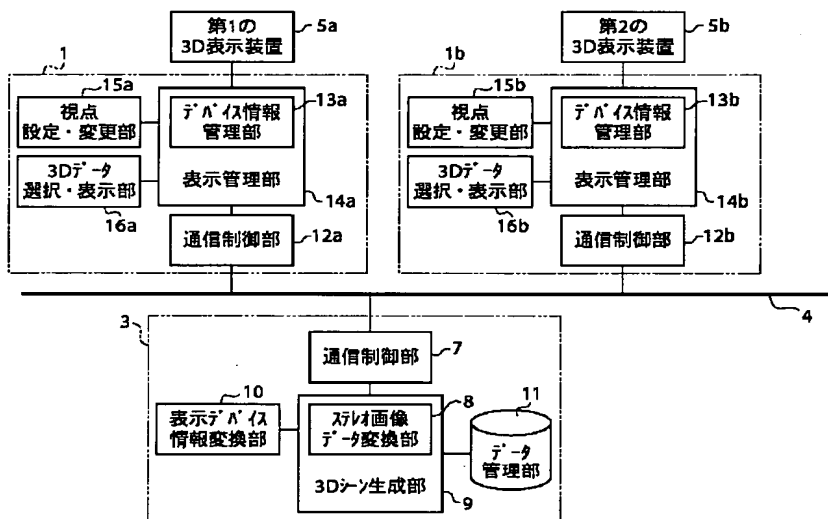 第1の
3D表示装置
5a
第2の
3D表示装置
5b
1
1b
15a
視点
設定・変更部
13a
デバイス情報
管理部
3Dデータ
選択・表示部
16a
表示管理部
14a
通信制御部
12a
15b
視点
設定・変更部
13b
デバイス情報
管理部
3Dデータ
選択・表示部
16b
表示管理部
14b
通信制御部
12b
4
3
通信制御部
7
10
表示デバイス
情報変換部
8
ステレオ画像
データ変換部
3Dシーン生成部
9
11
データ
管理部